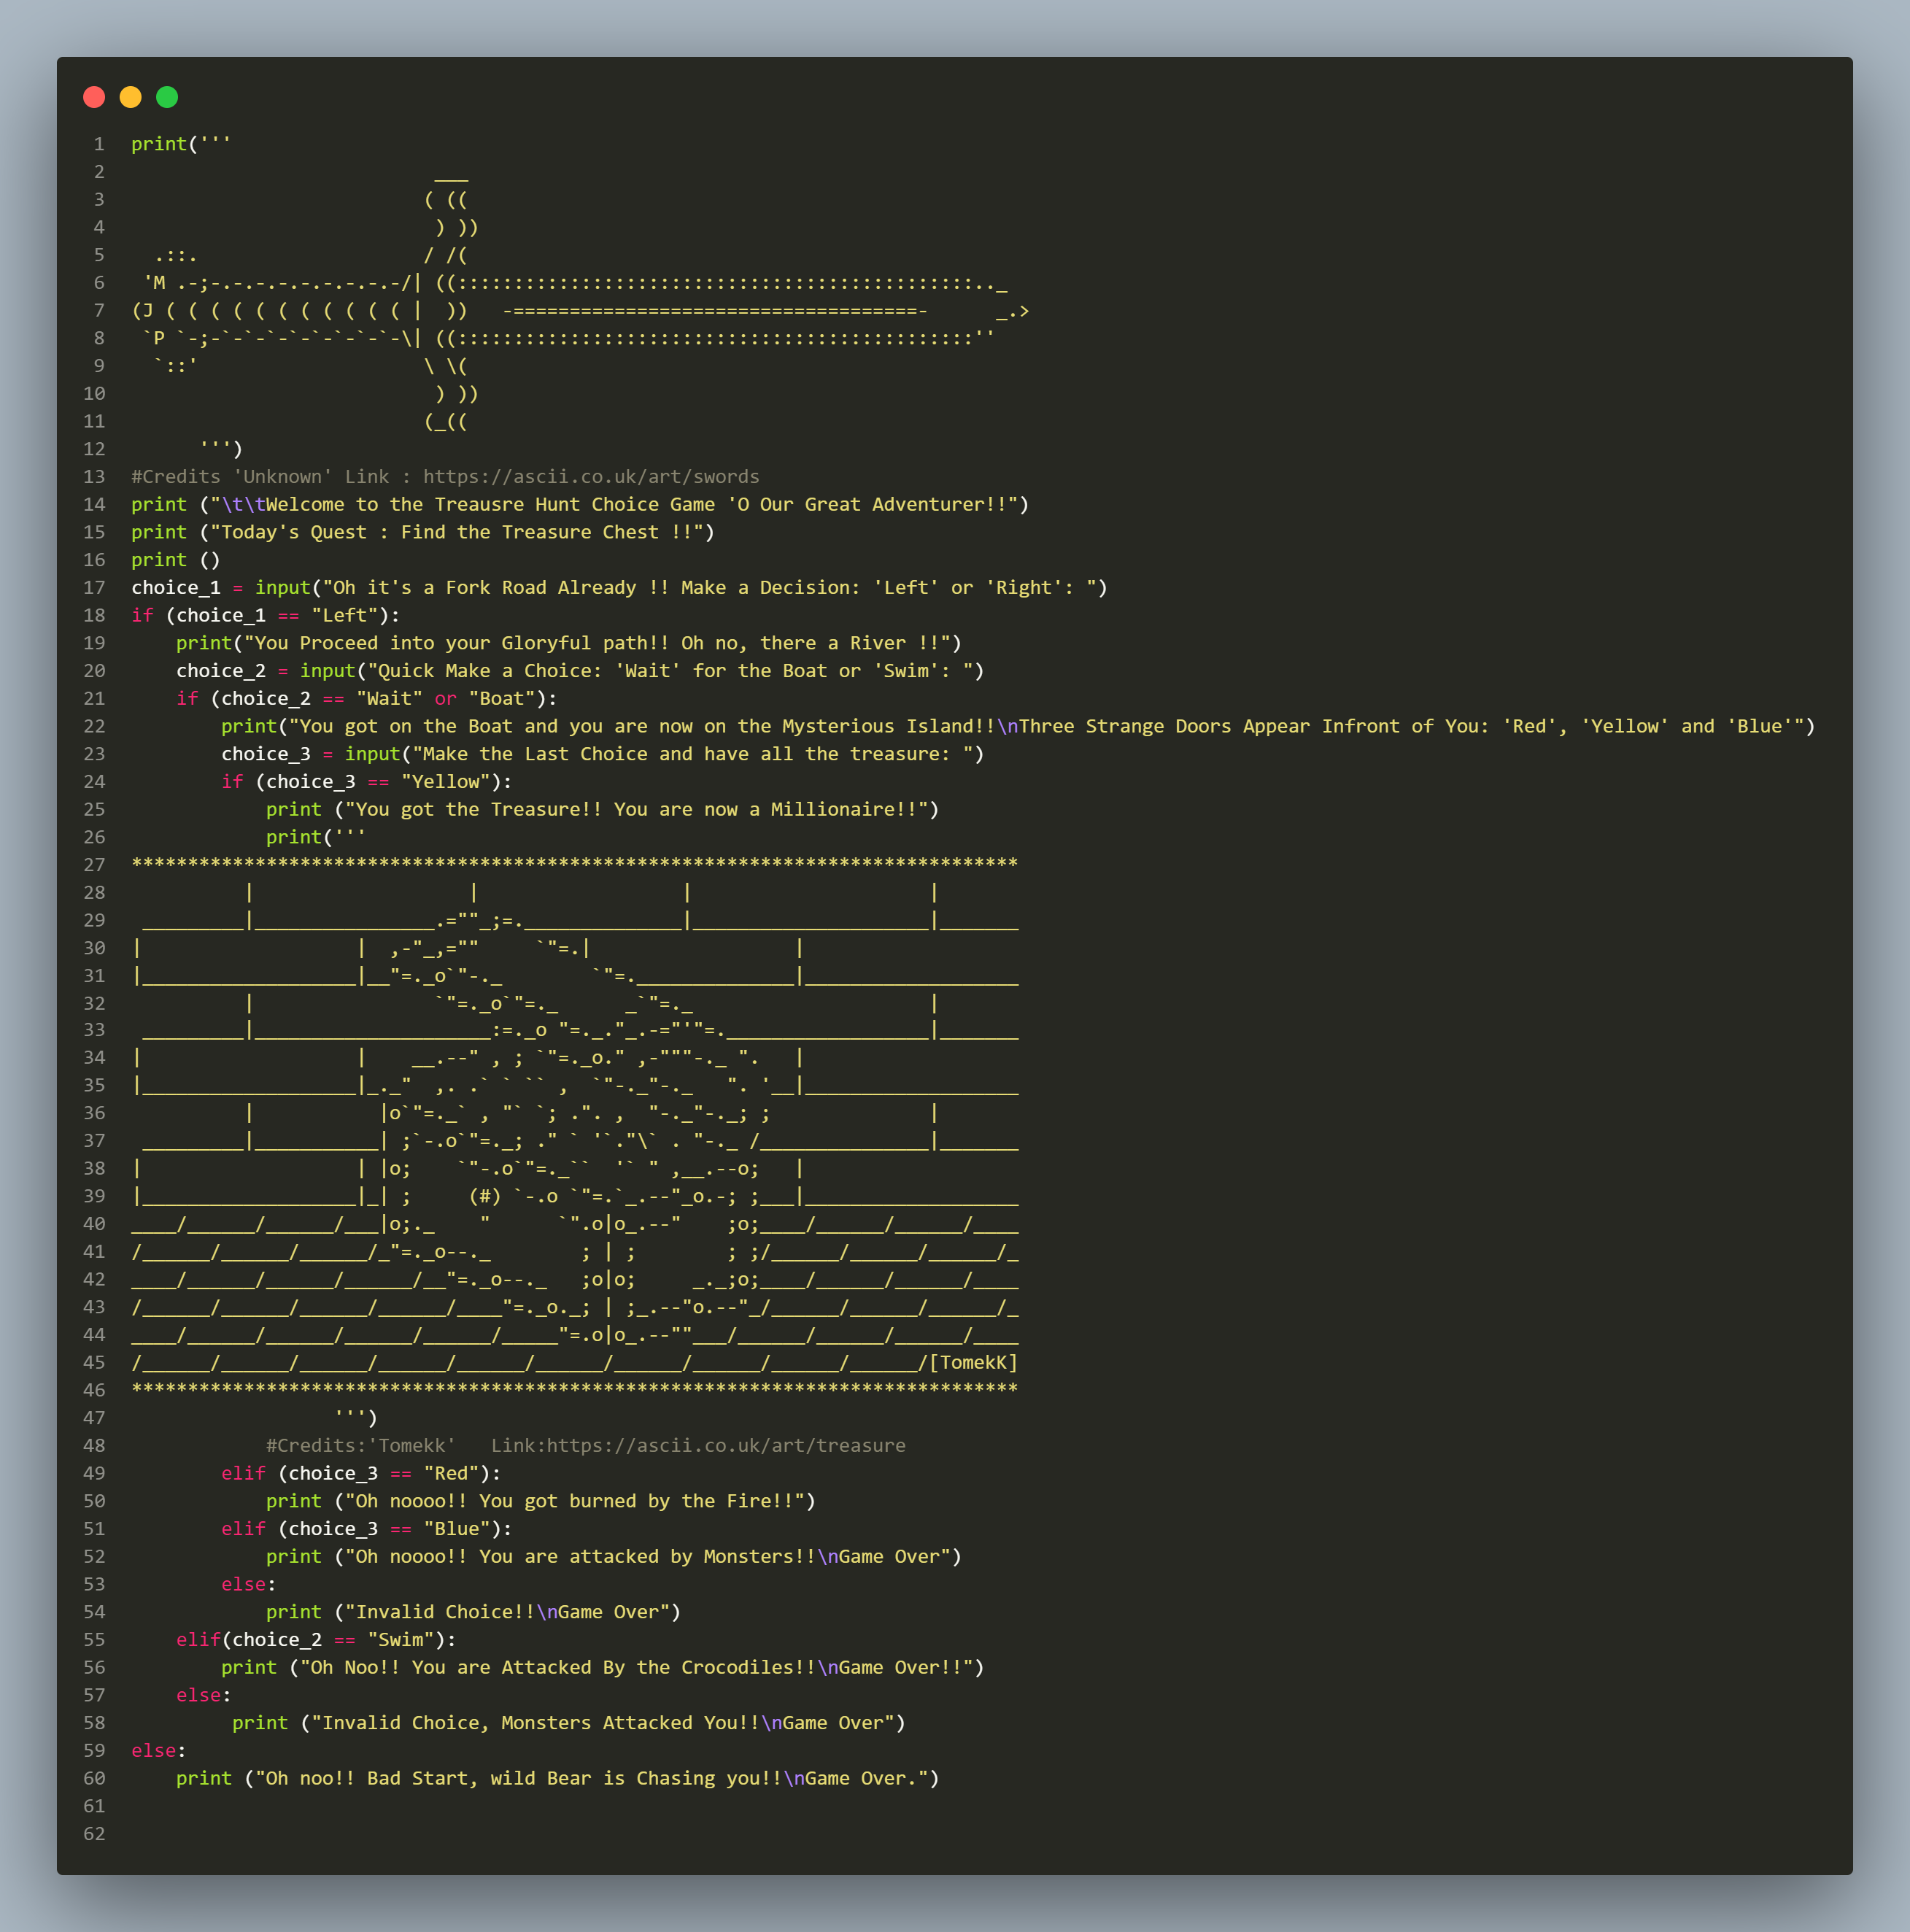 1 print('''
2                            ___
3                           ( ((
4                            ) ))
5   .::.                    / /(
6  'M .-;-.-.-.-.-.-.-.-.-/| ((::::::::::::::::::::::::::::::::::::::::::::::.._
7 (J ( ( ( ( ( ( ( ( ( ( ( |  ))   -====================================-      _.>
8  `P `-;-`-`-`-`-`-`-`-`-\| ((::::::::::::::::::::::::::::::::::::::::::::::''
9   `::'                    \ \(
10                            ) ))
11                           (_((
12       ''')
13 #Credits 'Unknown' Link : https://ascii.co.uk/art/swords
14 print ("\t\tWelcome to the Treausre Hunt Choice Game 'O Our Great Adventurer!!")
15 print ("Today's Quest : Find the Treasure Chest !!")
16 print ()
17 choice_1 = input("Oh it's a Fork Road Already !! Make a Decision: 'Left' or 'Right': ")
18 if (choice_1 == "Left"):
19     print("You Proceed into your Gloryful path!! Oh no, there a River !!")
20     choice_2 = input("Quick Make a Choice: 'Wait' for the Boat or 'Swim': ")
21     if (choice_2 == "Wait" or "Boat"):
22         print("You got on the Boat and you are now on the Mysterious Island!!\nThree Strange Doors Appear Infront of You: 'Red', 'Yellow' and 'Blue'")
23         choice_3 = input("Make the Last Choice and have all the treasure: ")
24         if (choice_3 == "Yellow"):
25             print ("You got the Treasure!! You are now a Millionaire!!")
26             print('''
27 *******************************************************************************
28           |                   |                  |                     |
29  _________|________________.=""_;=.______________|_____________________|_______
30 |                   |  ,-"_,=""     `"=.|                  |
31 |___________________|__"=._o`"-._        `"=.______________|___________________
32           |                `"=._o`"=._      _`"=._                     |
33  _________|_____________________:=._o "=._."_.-="'"=.__________________|_______
34 |                   |    __.--" , ; `"=._o." ,-"""-._ ".   |
35 |___________________|_._"  ,. .` ` `` ,  `"-._"-._   ". '__|___________________
36           |           |o`"=._` , "` `; .". ,  "-._"-._; ;              |
37  _________|___________| ;`-.o`"=._; ." ` '`."\` . "-._ /_______________|_______
38 |                   | |o;    `"-.o`"=._``  '` " ,__.--o;   |
39 |___________________|_| ;     (#) `-.o `"=.`_.--"_o.-; ;___|___________________
40 ____/______/______/___|o;._    "      `".o|o_.--"    ;o;____/______/______/____
41 /______/______/______/_"=._o--._        ; | ;        ; ;/______/______/______/_
42 ____/______/______/______/__"=._o--._   ;o|o;     _._;o;____/______/______/____
43 /______/______/______/______/____"=._o._; | ;_.--"o.--"_/______/______/______/_
44 ____/______/______/______/______/_____"=.o|o_.--""___/______/______/______/____
45 /______/______/______/______/______/______/______/______/______/______/[TomekK]
46 *******************************************************************************
47                   ''')
48             #Credits:'Tomekk'   Link:https://ascii.co.uk/art/treasure
49         elif (choice_3 == "Red"):
50             print ("Oh noooo!! You got burned by the Fire!!")
51         elif (choice_3 == "Blue"):
52             print ("Oh noooo!! You are attacked by Monsters!!\nGame Over")
53         else:
54             print ("Invalid Choice!!\nGame Over")
55     elif(choice_2 == "Swim"):
56         print ("Oh Noo!! You are Attacked By the Crocodiles!!\nGame Over!!")
57     else:
58          print ("Invalid Choice, Monsters Attacked You!!\nGame Over")
59 else:
60     print ("Oh noo!! Bad Start, wild Bear is Chasing you!!\nGame Over.")
61
62